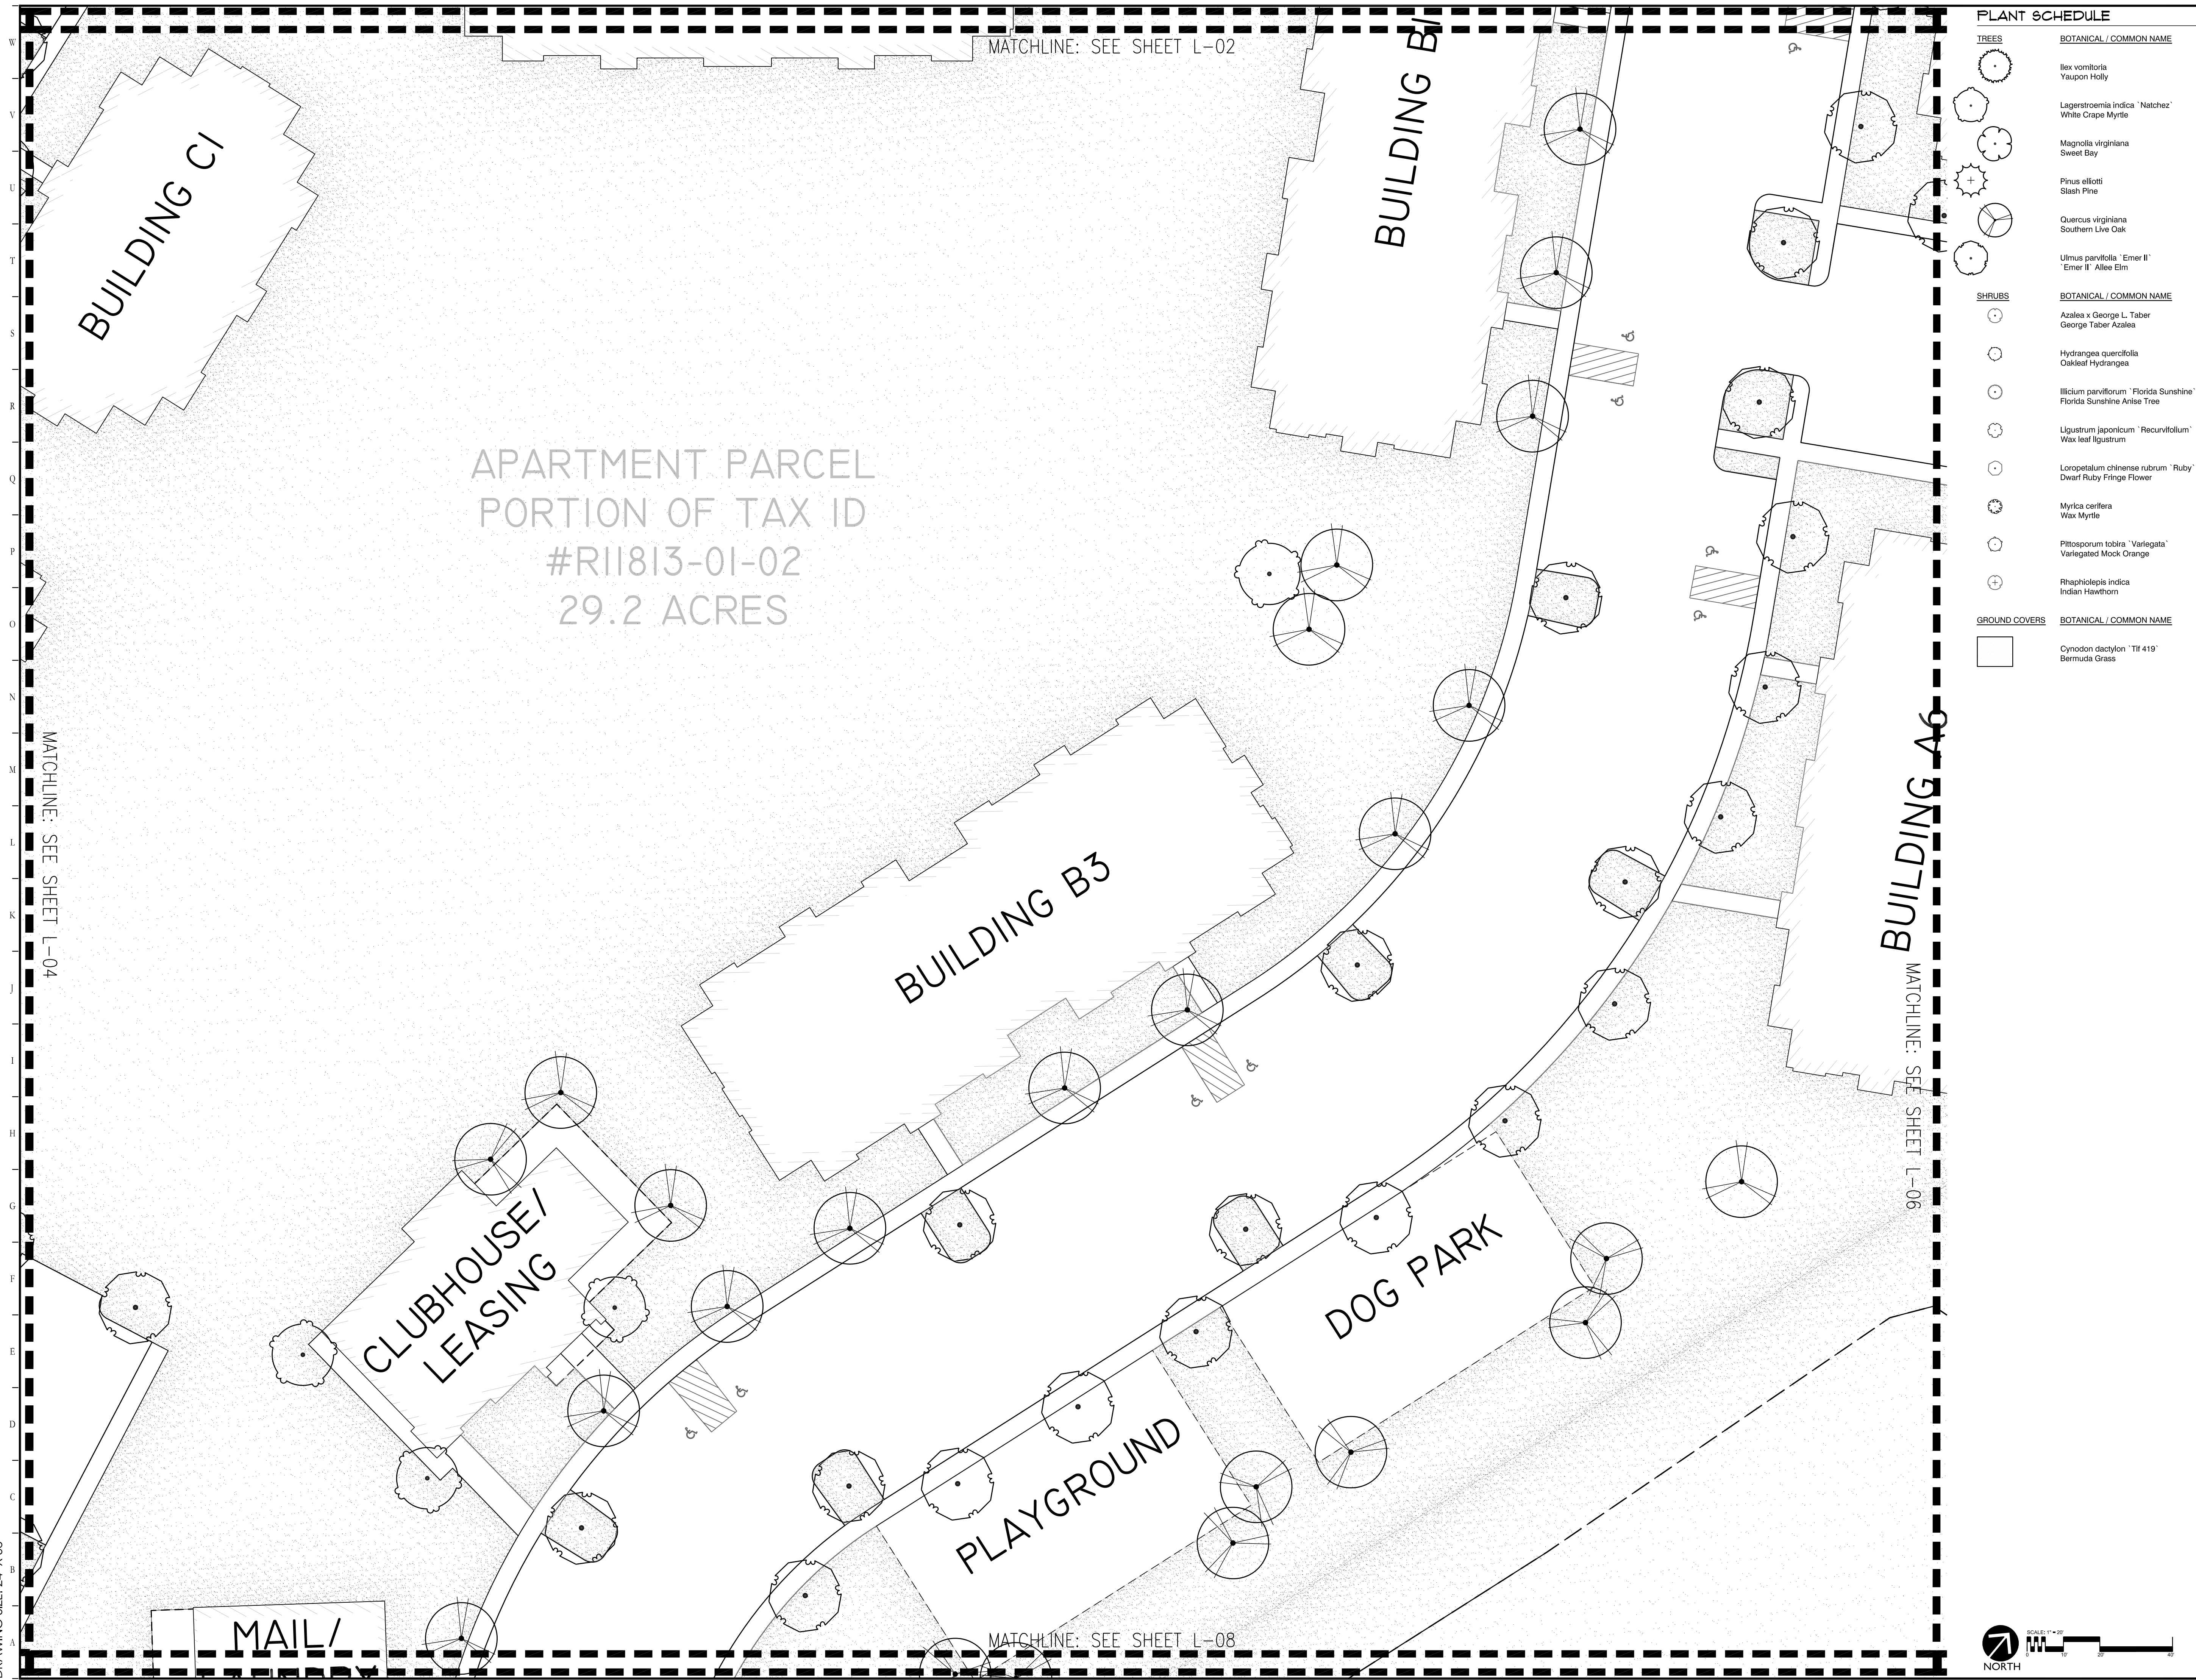 MATCHLINE: SEE SHEET L-02
W
V
U
T
S
R
Q
P
O
N
M
L
K
J
I
H
G
F
E
D
C
B
A
BUILDING C1
BUILDING B1
APARTMENT PARCEL
PORTION OF TAX ID
#R11813-01-02
29.2 ACRES
MATCHLINE: SEE SHEET L-04
BUILDING B3
BUILDING A6
MATCHLINE: SEE SHEET L-06
CLUBHOUSE/
LEASING
DOG PARK
PLAYGROUND
MAIL/
MATCHLINE: SEE SHEET L-08
PLANT SCHEDULE
TREES BOTANICAL / COMMON NAME
Ilex vomitoria
Yaupon Holly
Lagerstroemia indica `Natchez`
White Crape Myrtle
Magnolia virginiana
Sweet Bay
Pinus elliotti
Slash Pine
Quercus virginiana
Southern Live Oak
Ulmus parvifolia `Emer II`
`Emer II` Allee Elm
SHRUBS BOTANICAL / COMMON NAME
Azalea x George L. Taber
George Taber Azalea
Hydrangea quercifolia
Oakleaf Hydrangea
Illicium parviflorum `Florida Sunshine`
Florida Sunshine Anise Tree
Ligustrum japonicum `Recurvifolium`
Wax leaf ligustrum
Loropetalum chinense rubrum `Ruby`
Dwarf Ruby Fringe Flower
Myrica cerifera
Wax Myrtle
Pittosporum tobira `Variegata`
Variegated Mock Orange
Rhaphiolepis indica
Indian Hawthorn
GROUND COVERS BOTANICAL / COMMON NAME
Cynodon dactylon `Tif 419`
Bermuda Grass
NORTH
SCALE: 1" = 20'
0 10' 20' 40'